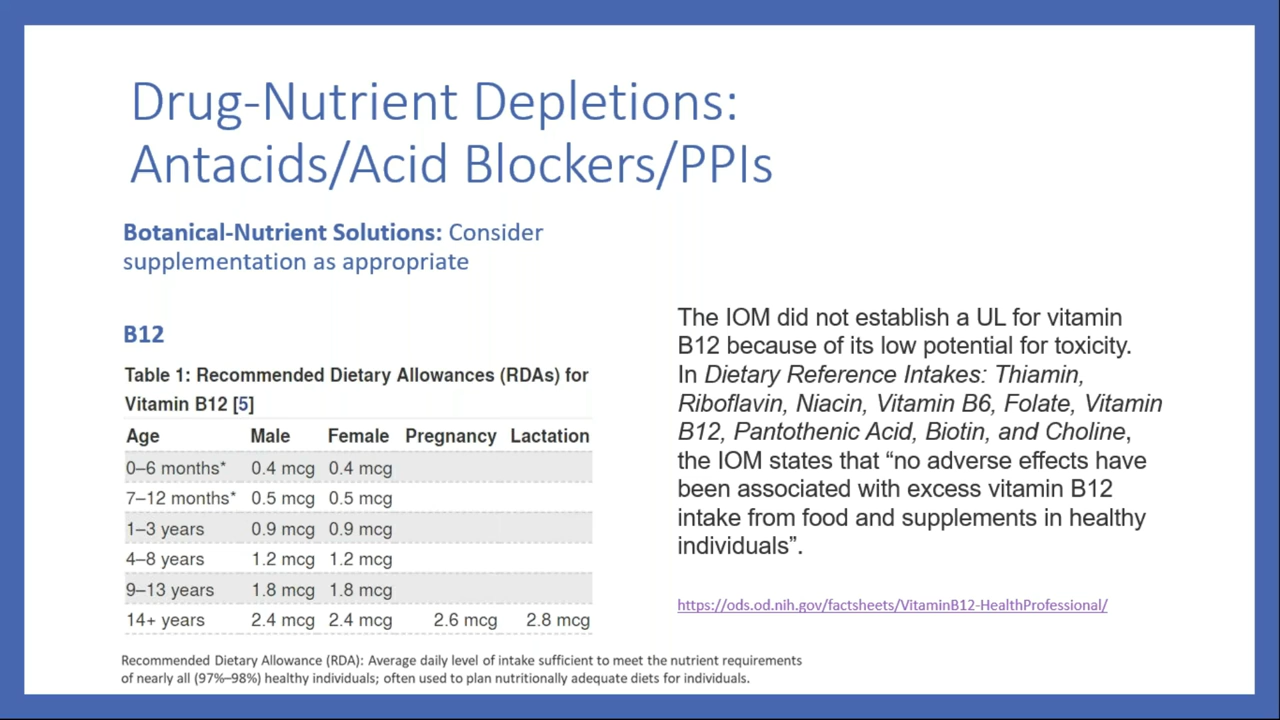 Drug-Nutrient Depletions:
Antacids/Acid Blockers/PPIs
Botanical-Nutrient Solutions: Consider
supplementation as appropriate
B12
Table 1: Recommended Dietary Allowances (RDAs) for
Vitamin B12 [5]
Age Male Female Pregnancy Lactation
0–6 months* 0.4 mcg 0.4 mcg
7–12 months* 0.5 mcg 0.5 mcg
1–3 years 0.9 mcg 0.9 mcg
4–8 years 1.2 mcg 1.2 mcg
9–13 years 1.8 mcg 1.8 mcg
14+ years 2.4 mcg 2.4 mcg 2.6 mcg 2.8 mcg
Recommended Dietary Allowance (RDA): Average daily level of intake sufficient to meet the nutrient requirements
of nearly all (97%–98%) healthy individuals; often used to plan nutritionally adequate diets for individuals.
The IOM did not establish a UL for vitamin
B12 because of its low potential for toxicity.
In Dietary Reference Intakes: Thiamin,
Riboflavin, Niacin, Vitamin B6, Folate, Vitamin
B12, Pantothenic Acid, Biotin, and Choline,
the IOM states that “no adverse effects have
been associated with excess vitamin B12
intake from food and supplements in healthy
individuals”.
https://ods.od.nih.gov/factsheets/VitaminB12-HealthProfessional/